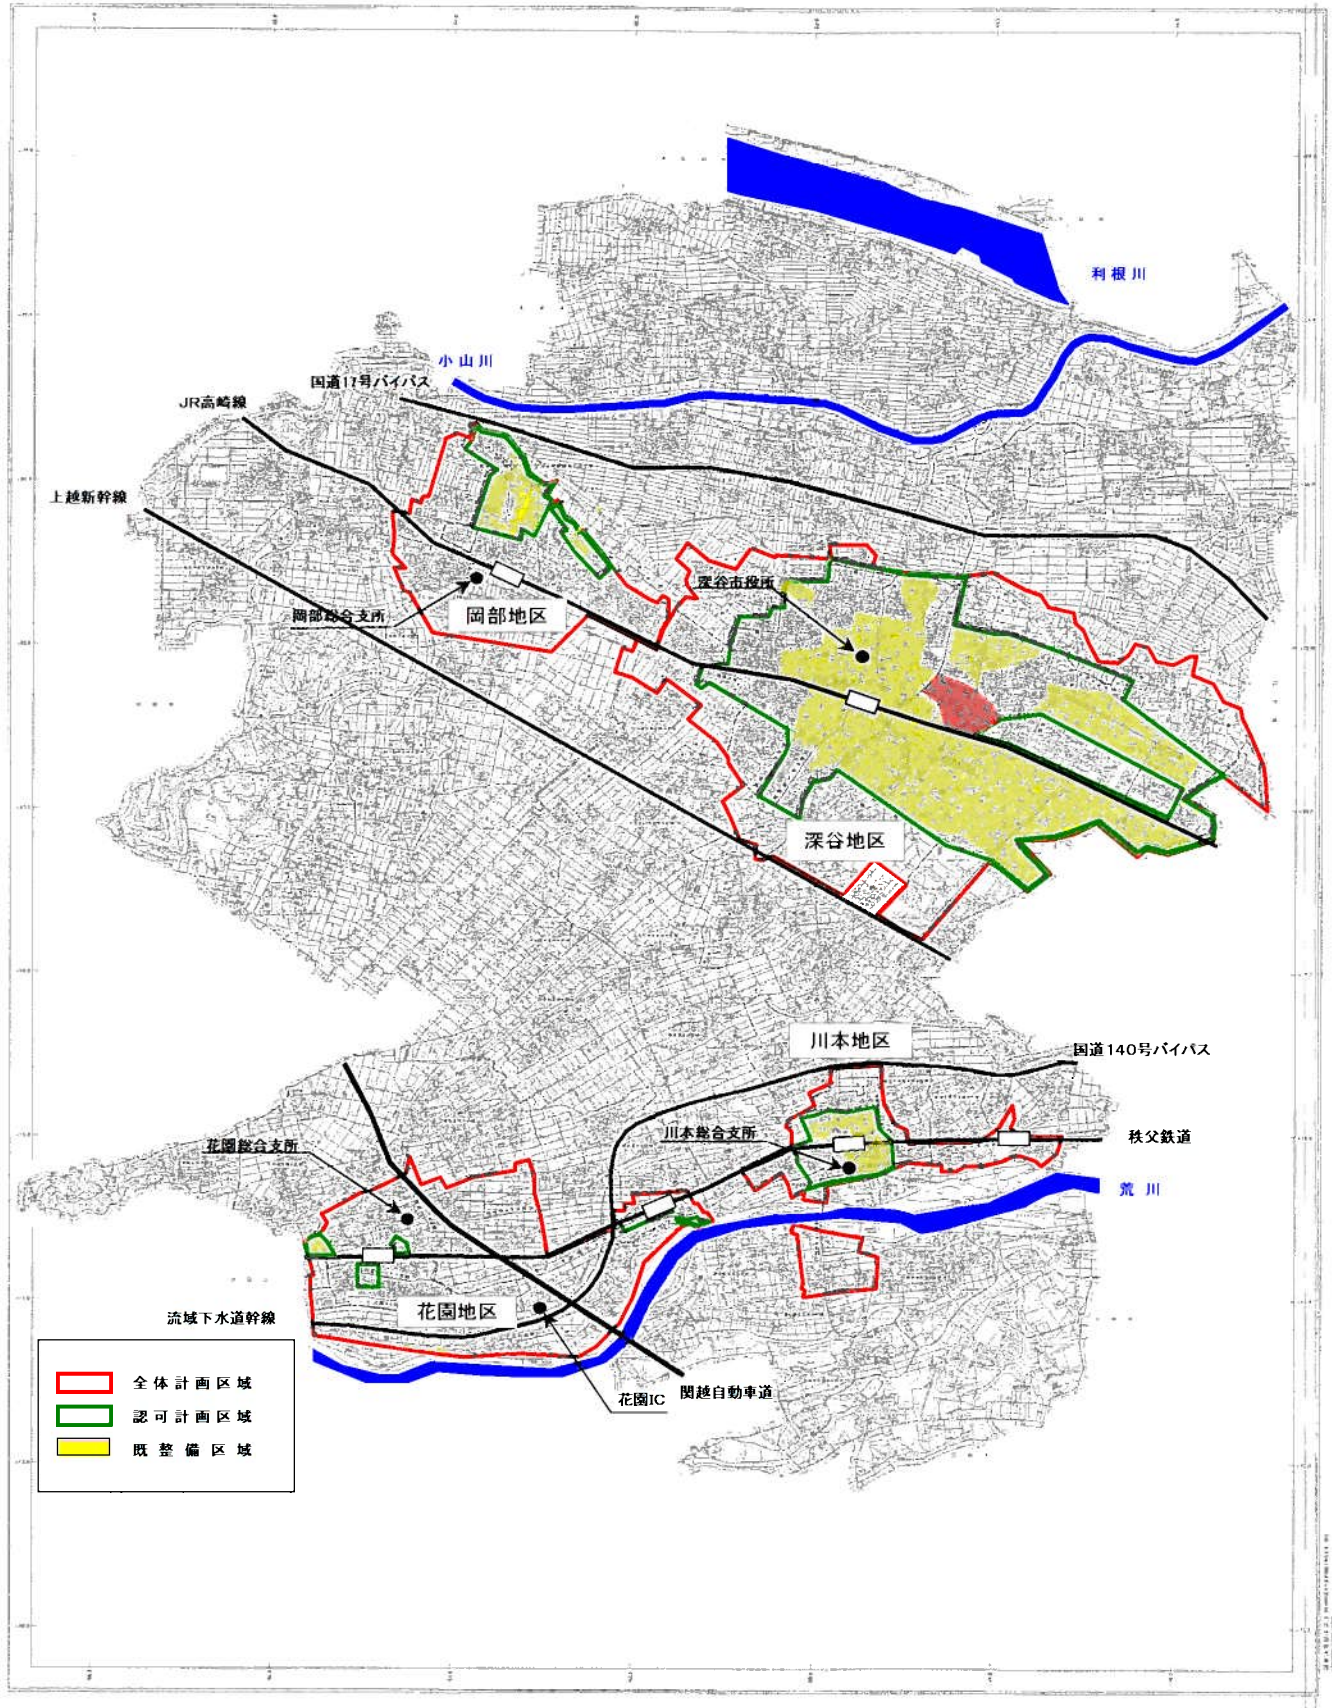 利根川
小山川
国道17号バイパス
JR高崎線
上越新幹線
深谷市役所
岡部総合支所
岡部地区
深谷地区
川本地区
国道140号バイパス
川本総合支所
秩父鉄道
花園総合支所
荒川
花園地区
流域下水道幹線
花園IC
関越自動車道
全体計画区域
認可計画区域
既整備区域